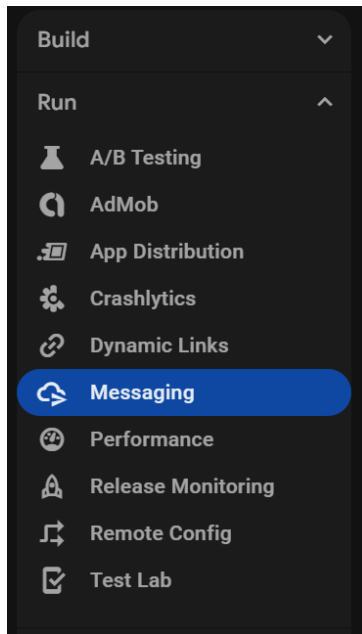 Build
Run
A/B Testing
AdMob
App Distribution
Crashlytics
Dynamic Links
Messaging
Performance
Release Monitoring
Remote Config
Test Lab